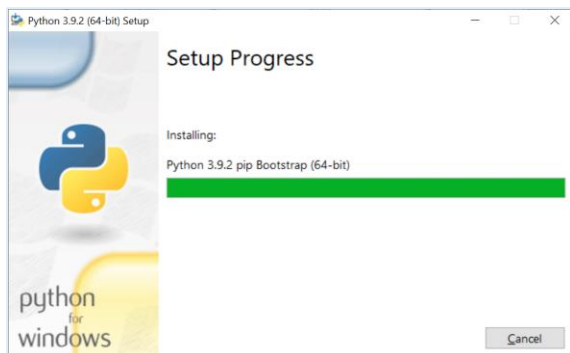 Python 3.9.2 (64-bit) Setup
Setup Progress
Installing:
Python 3.9.2 pip Bootstrap (64-bit)
python
for
windows
Cancel